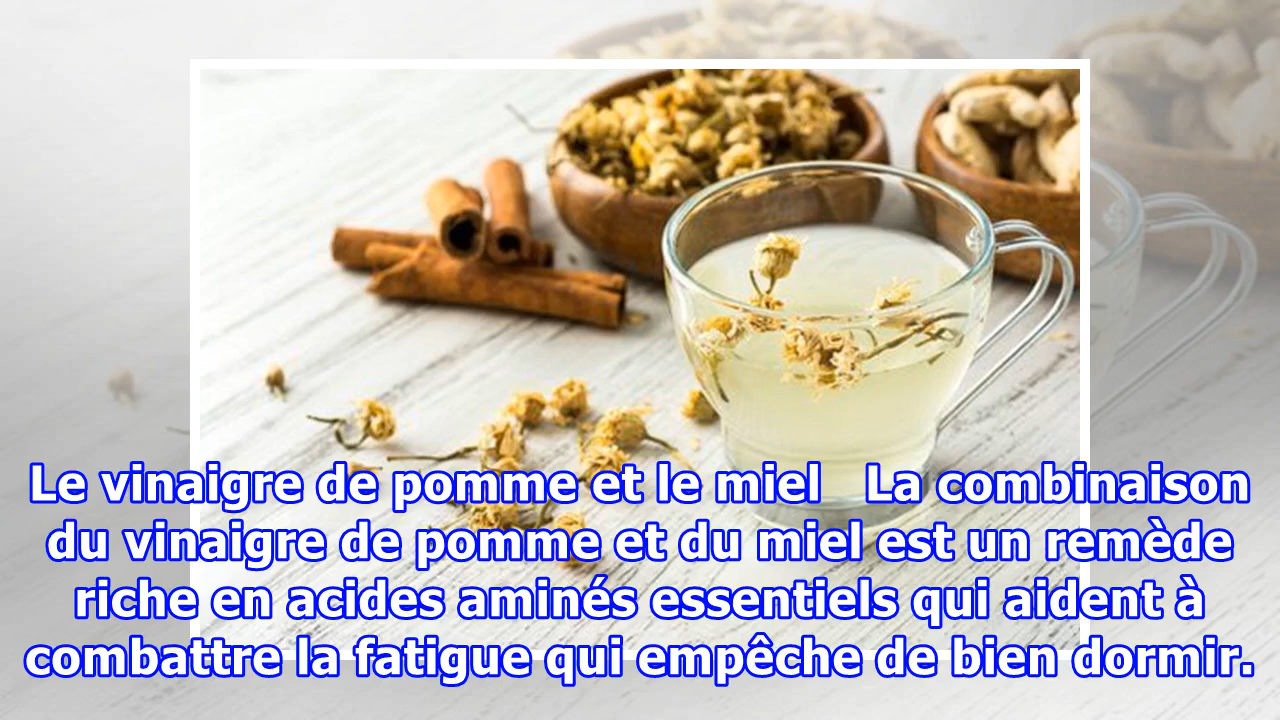 Le vinaigre de pomme et le miel   La combinaison
du vinaigre de pomme et du miel est un remède
riche en acides aminés essentiels qui aident à
combattre la fatigue qui empêche de bien dormir.